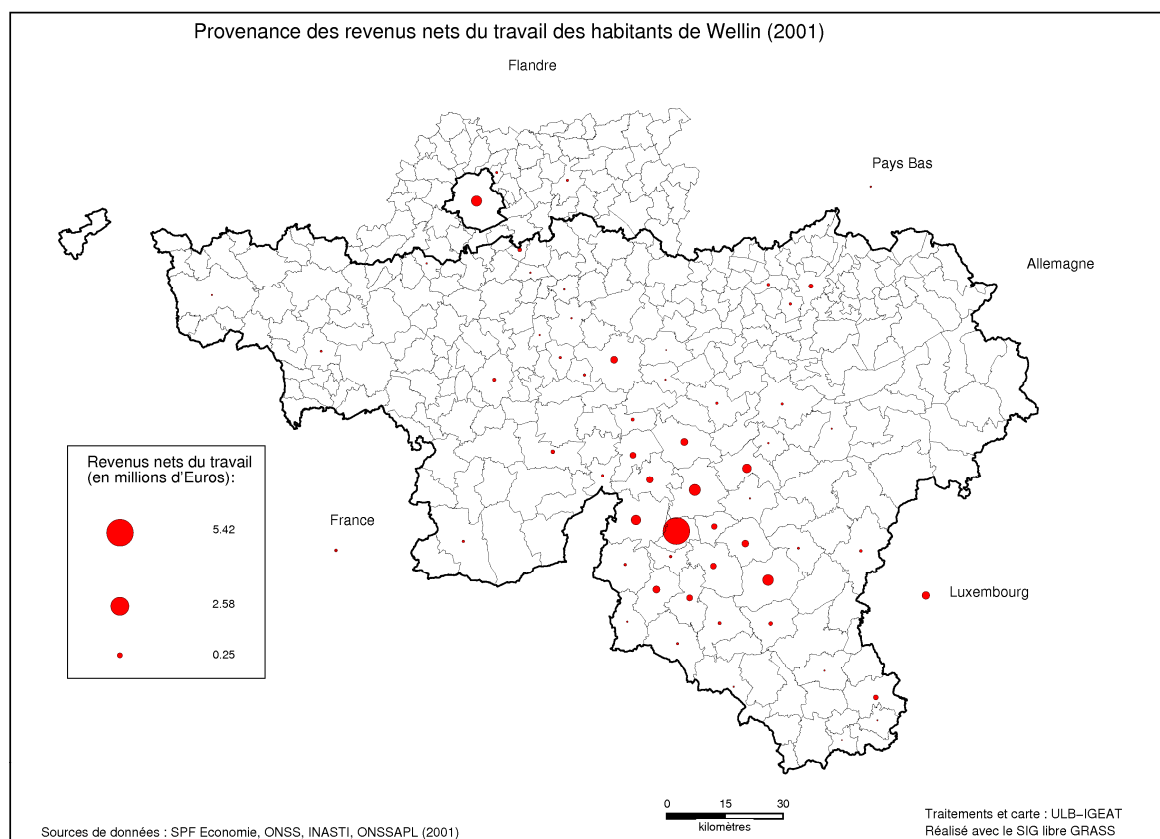 Provenance des revenus nets du travail des habitants de Wellin (2001)
Flandre
Pays Bas
Allemagne
Revenus nets du travail
(en millions d'Euros):
5.42
2.58
0.25
France
Luxembourg
0 15 30
kilomètres
Sources de données : SPF Economie, ONSS, INASTI, ONSSAPL (2001)
Traitements et carte : ULB-IGEAT
Réalisé avec le SIG libre GRASS